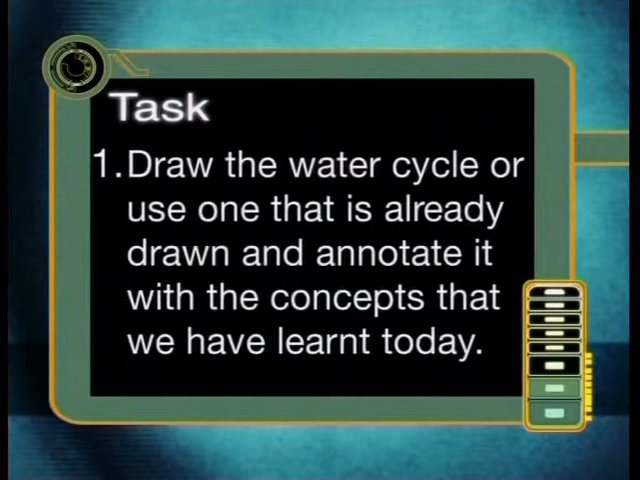 Task
1.Draw the water cycle or
use one that is already
drawn and annotate it
with the concepts that
we have learnt today.